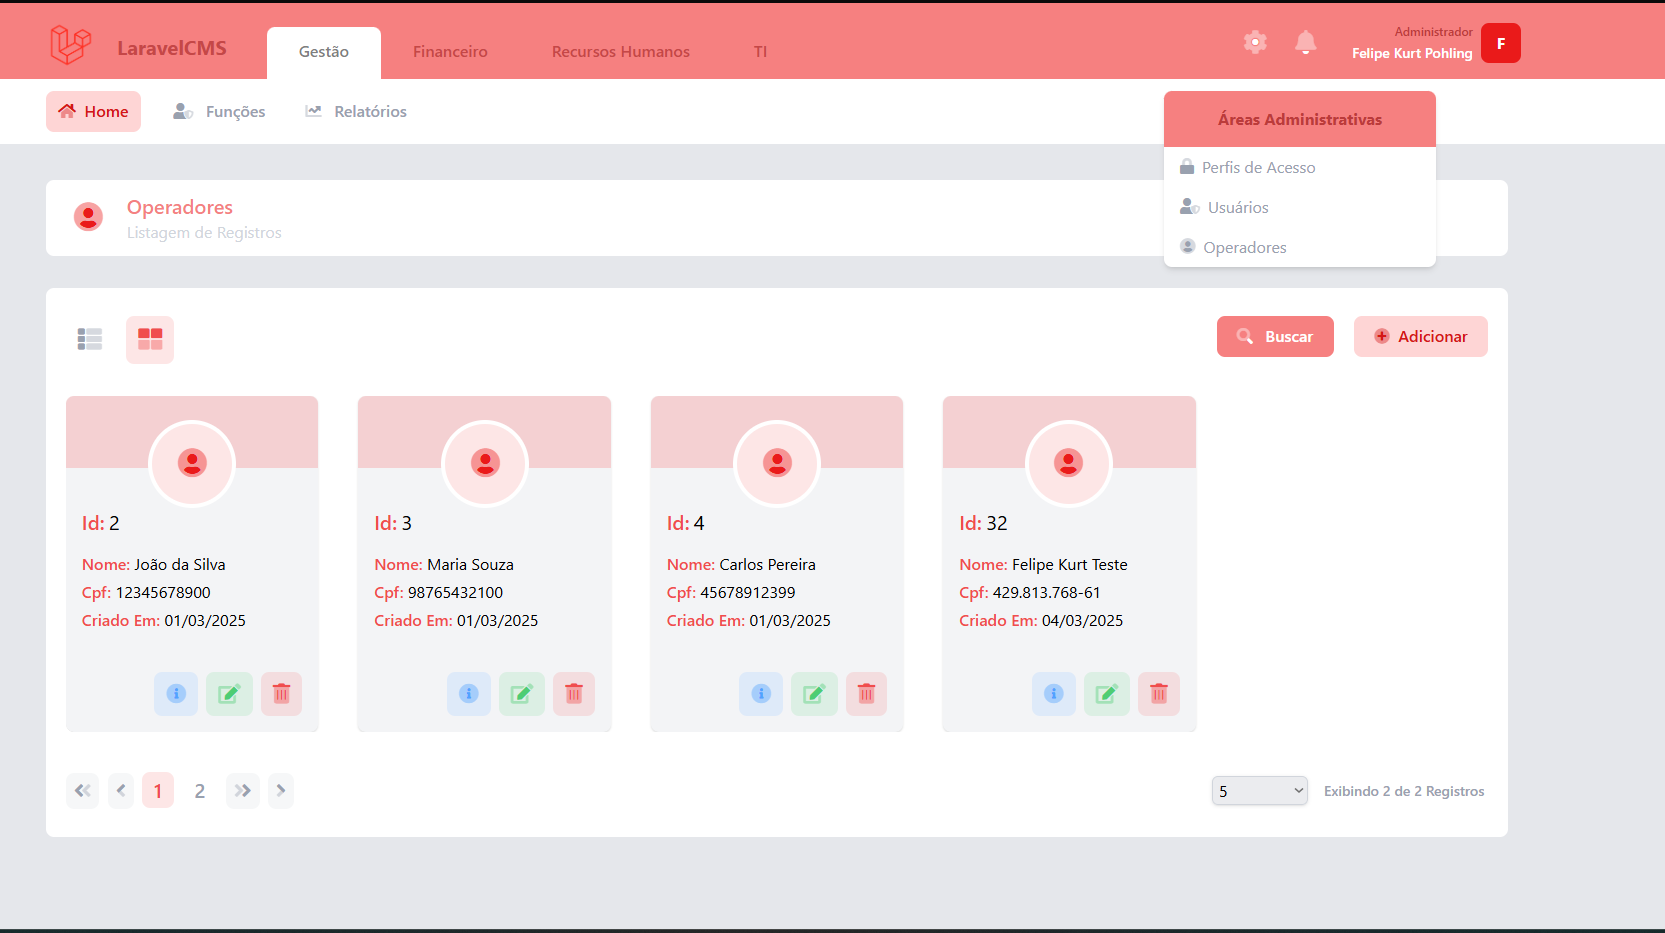 LaravelCMS
Gestão
Financeiro
Recursos Humanos
TI
Administrador
Felipe Kurt Pohling
F
Home
Funções
Relatórios
Áreas Administrativas
Perfis de Acesso
Usuários
Operadores
Operadores
Listagem de Registros
Buscar
Adicionar
Id: 2
Nome: João da Silva
Cpf: 12345678900
Criado Em: 01/03/2025
Id: 3
Nome: Maria Souza
Cpf: 98765432100
Criado Em: 01/03/2025
Id: 4
Nome: Carlos Pereira
Cpf: 45678912399
Criado Em: 01/03/2025
Id: 32
Nome: Felipe Kurt Teste
Cpf: 429.813.768-61
Criado Em: 04/03/2025
1
2
5
Exibindo 2 de 2 Registros